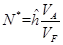 N* = ĥ V_A / V_F